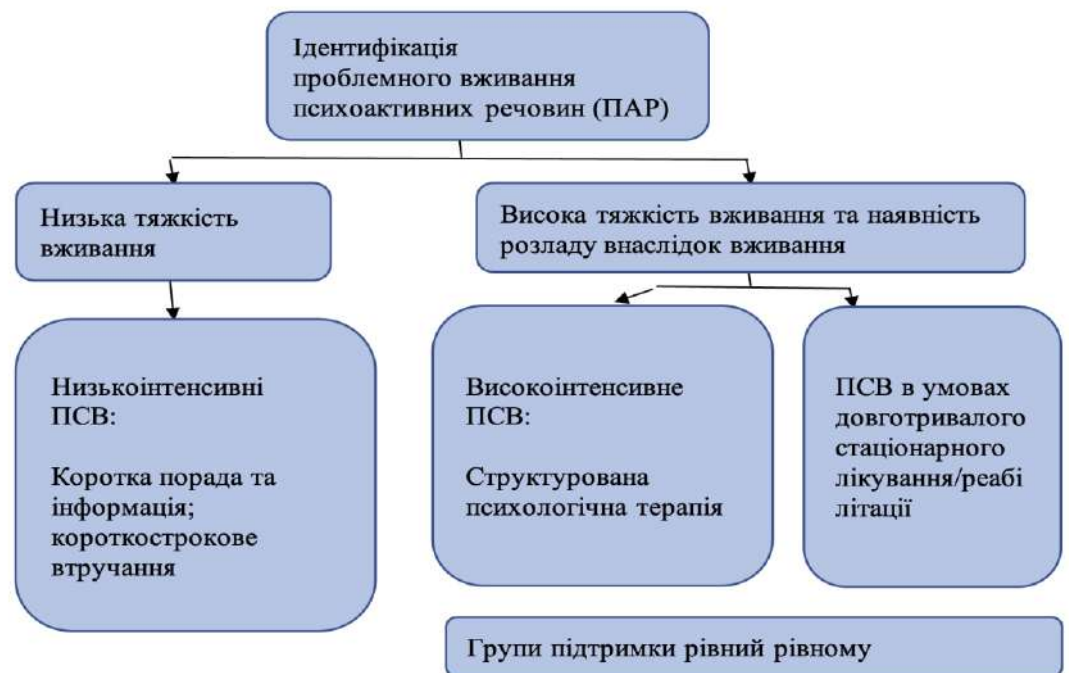 Ідентифікація
проблемного вживання
психоактивних речовин (ПАР)
Низька тяжкість
вживання
Висока тяжкість вживання та наявність
розладу внаслідок вживання
Низькоінтенсивні
ПСВ:
Коротка порада та
інформація;
короткострокове
втручання
Високоінтенсивне
ПСВ:
Структурована
психологічна терапія
ПСВ в умовах
довготривалого
стаціонарного
лікування/реабі
літації
Групи підтримки рівний рівному